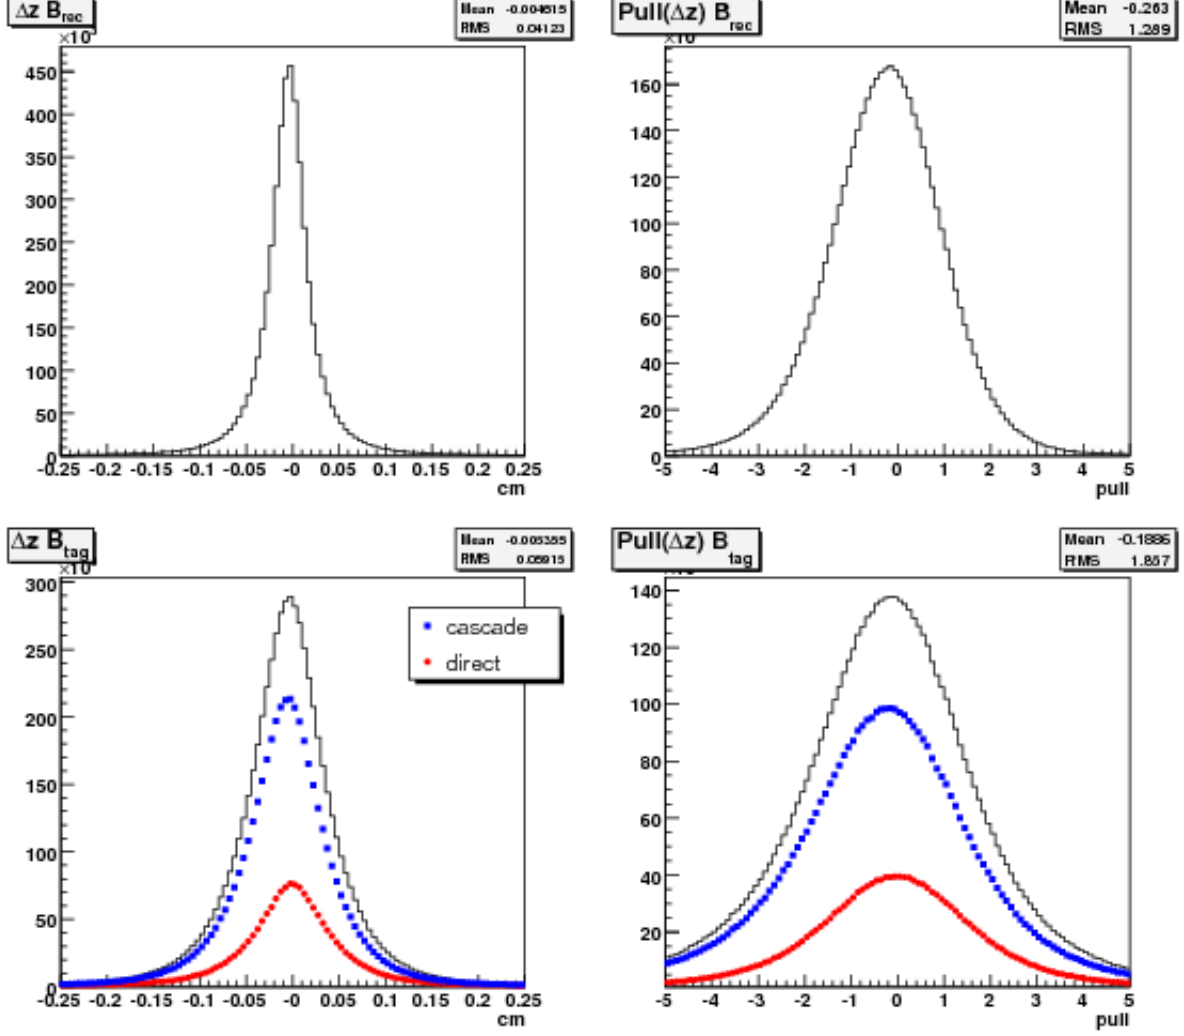 Δz B rec
Mean -0.004615
RMS 0.04123
×10
450
400
350
300
250
200
150
100
50
0
-0.25 -0.2 -0.15 -0.1 -0.05 -0 0.05 0.1 0.15 0.2 0.25
cm
Pull(Δz) B rec
Mean -0.263
RMS 1.289
160
140
120
100
80
60
40
20
0
-5 -4 -3 -2 -1 0 1 2 3 4 5
pull
Δz B tag
Mean -0.005355
RMS 0.05915
×10
300
250
200
150
100
50
0
cascade
direct
-0.25 -0.2 -0.15 -0.1 -0.05 -0 0.05 0.1 0.15 0.2 0.25
cm
Pull(Δz) B tag
Mean -0.1886
RMS 1.857
140
120
100
80
60
40
20
-5 -4 -3 -2 -1 0 1 2 3 4 5
pull